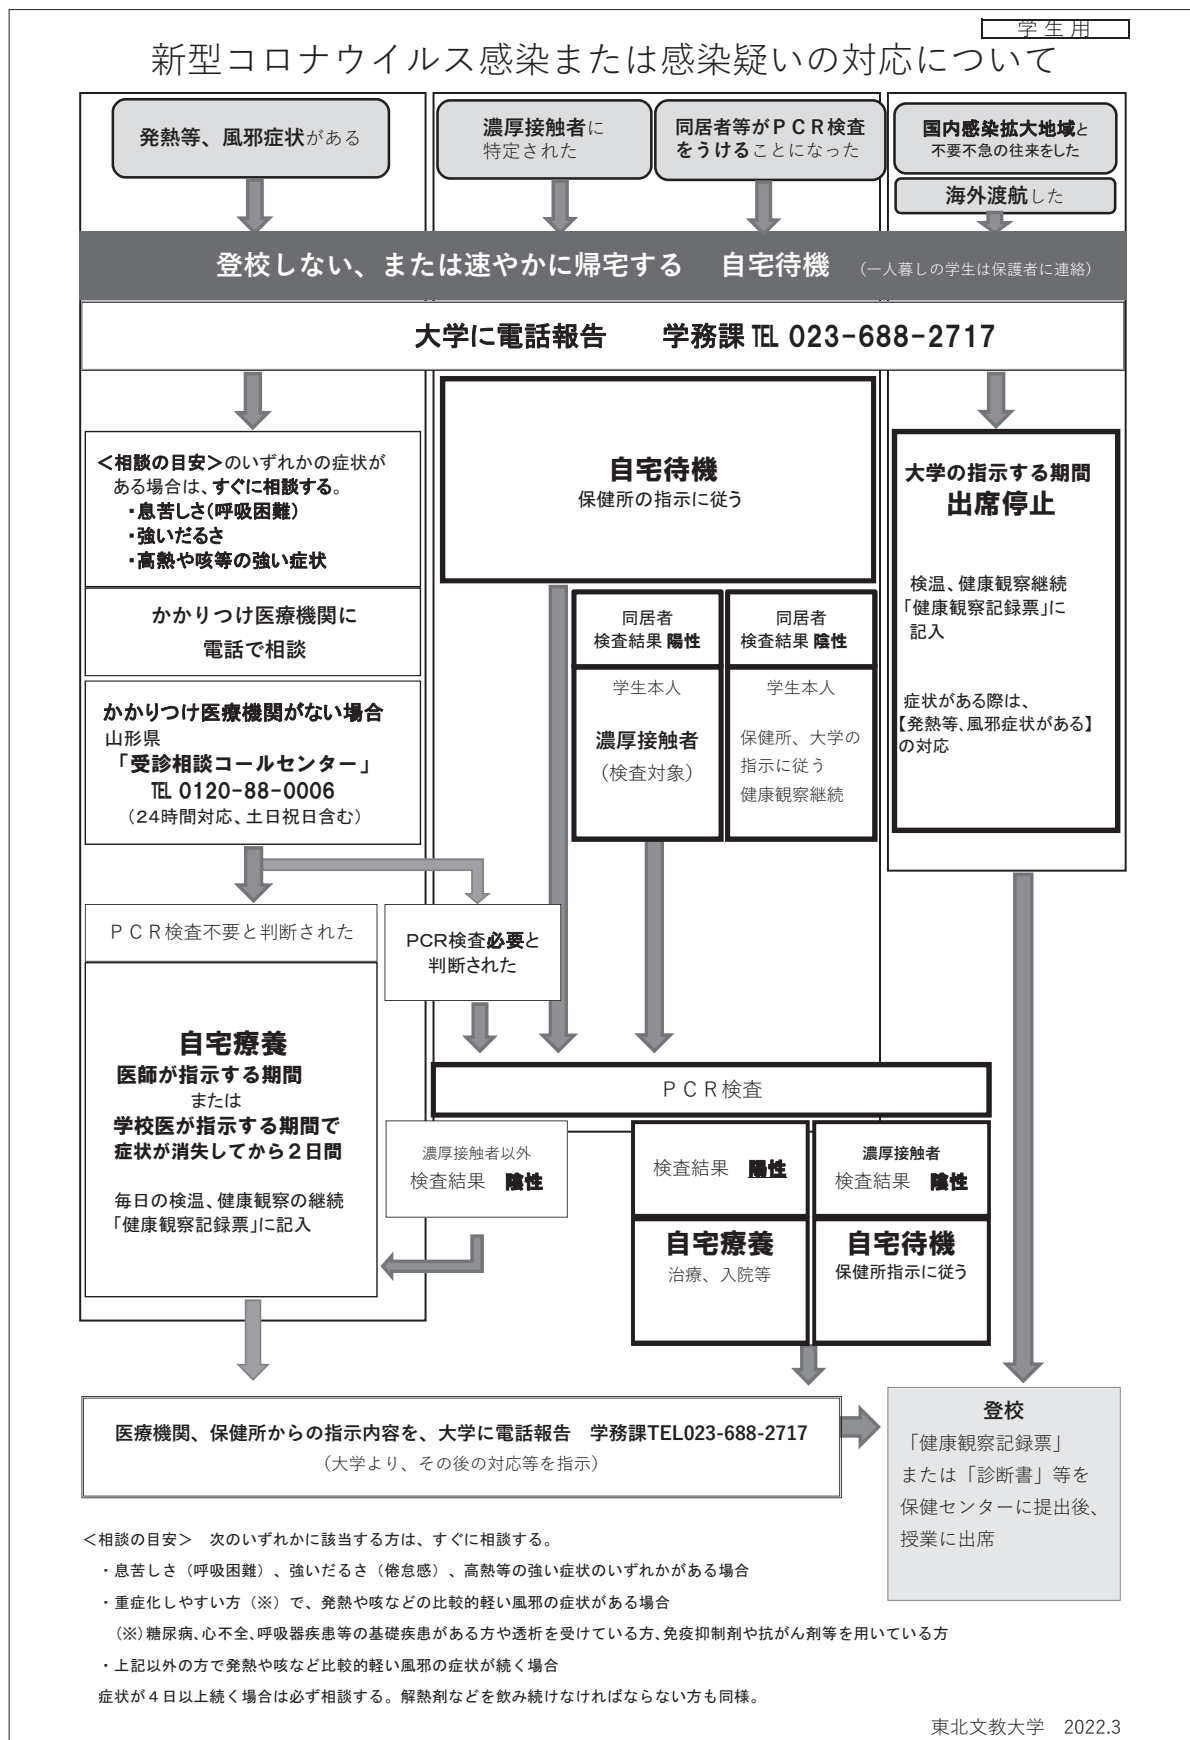 学生用
新型コロナウイルス感染または感染疑いの対応について
発熱等、風邪症状がある
濃厚接触者に
特定された
同居者等がＰＣＲ検査
をうけることになった
国内感染拡大地域と
不要不急の往来をした
海外渡航した
登校しない、または速やかに帰宅する　自宅待機　（一人暮しの学生は保護者に連絡）
大学に電話報告　　学務課℡ 023-688-2717
＜相談の目安＞のいずれかの症状が
ある場合は、すぐに相談する。
・息苦しさ（呼吸困難）
・強いだるさ
・高熱や咳等の強い症状
かかりつけ医療機関に
電話で相談
かかりつけ医療機関がない場合
山形県
「受診相談コールセンター」
℡ 0120-88-0006
（24時間対応、土日祝日含む）
自宅待機
保健所の指示に従う
同居者
検査結果 陽性
学生本人
濃厚接触者
（検査対象）
同居者
検査結果 陰性
学生本人
保健所、大学の
指示に従う
健康観察継続
大学の指示する期間
出席停止
検温、健康観察継続
「健康観察記録票」に
記入
症状がある際は、
【発熱等、風邪症状がある】
の対応
ＰＣＲ検査不要と判断された
PCR検査必要と
判断された
自宅療養
医師が指示する期間
または
学校医が指示する期間で
症状が消失してから２日間
毎日の検温、健康観察の継続
「健康観察記録票」に記入
ＰＣＲ検査
濃厚接触者以外
検査結果　陰性
検査結果　陽性
自宅療養
治療、入院等
濃厚接触者
検査結果　陰性
自宅待機
保健所指示に従う
医療機関、保健所からの指示内容を、大学に電話報告　学務課TEL023-688-2717
（大学より、その後の対応等を指示）
登校
「健康観察記録票」
または「診断書」等を
保健センターに提出後、
授業に出席
＜相談の目安＞　次のいずれかに該当する方は、すぐに相談する。
・息苦しさ（呼吸困難）、強いだるさ（倦怠感）、高熱等の強い症状のいずれかがある場合
・重症化しやすい方（※）で、発熱や咳などの比較的軽い風邪の症状がある場合
（※）糖尿病、心不全、呼吸器疾患等の基礎疾患がある方や透析を受けている方、免疫抑制剤や抗がん剤等を用いている方
・上記以外の方で発熱や咳など比較的軽い風邪の症状が続く場合
症状が４日以上続く場合は必ず相談する。解熱剤などを飲み続けなければならない方も同様。
東北文教大学　2022.3